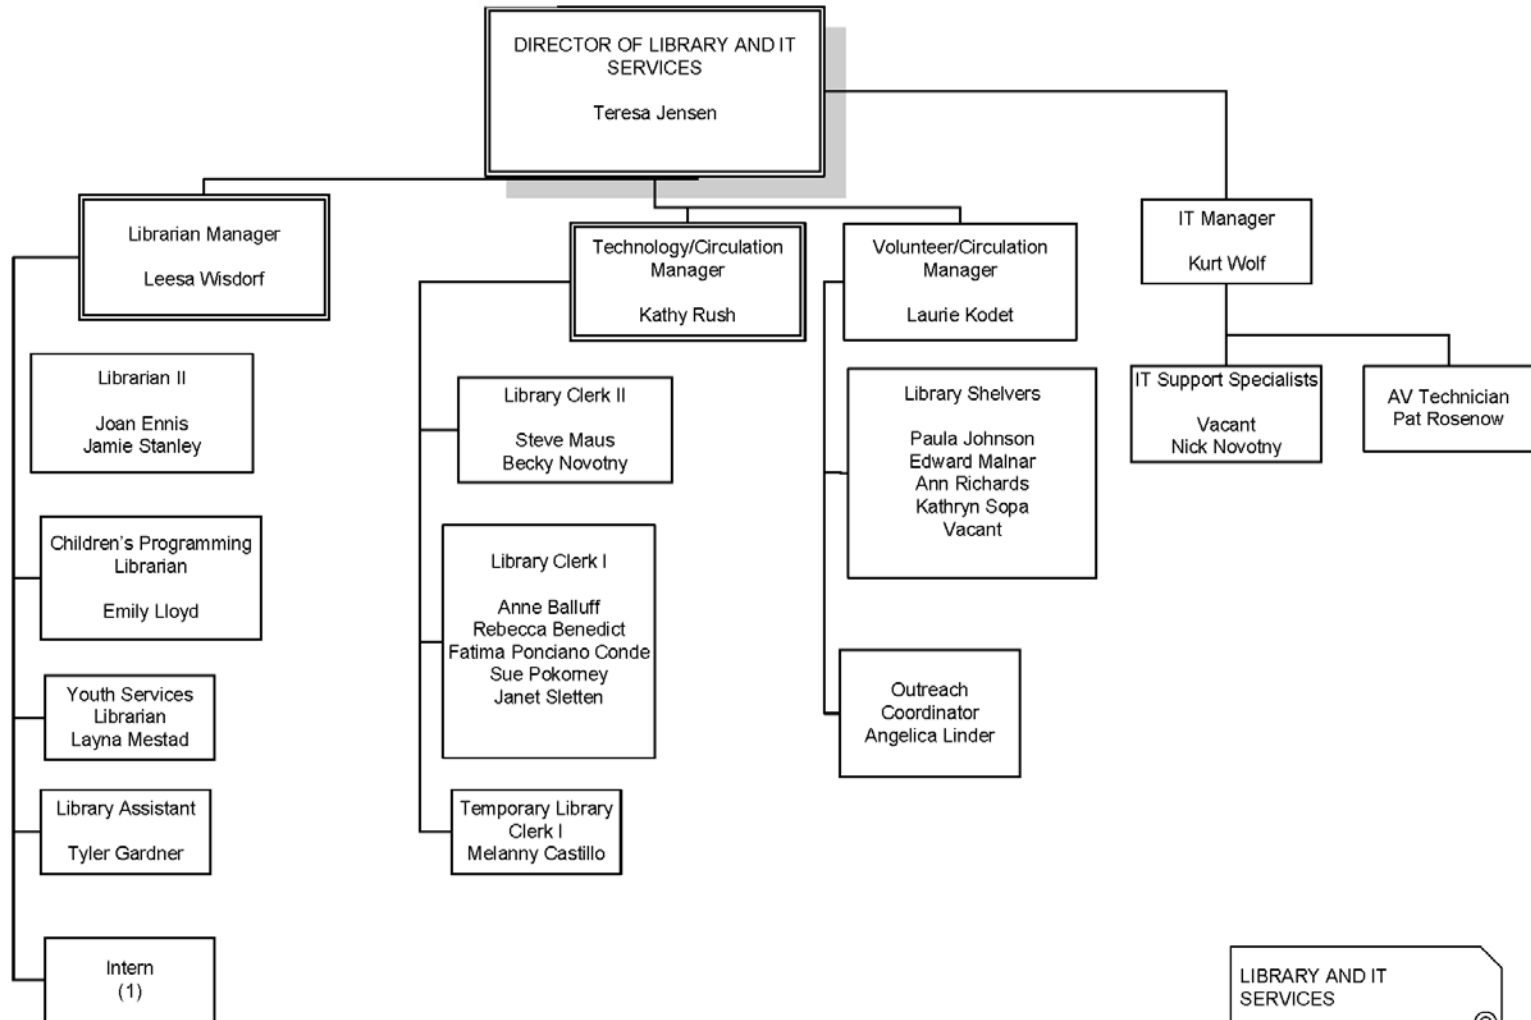 DIRECTOR OF LIBRARY AND IT
SERVICES
Teresa Jensen
Librarian Manager
Leesa Wisdorf
Technology/Circulation
Manager
Kathy Rush
Volunteer/Circulation
Manager
Laurie Kodet
IT Manager
Kurt Wolf
Librarian II
Joan Ennis
Jamie Stanley
Children's Programming
Librarian
Emily Lloyd
Youth Services
Librarian
Layna Mestad
Library Assistant
Tyler Gardner
Intern
(1)
Library Clerk II
Steve Maus
Becky Novotny
Library Clerk I
Anne Balluff
Rebecca Benedict
Fatima Ponciano Conde
Sue Pokorney
Janet Sletten
Temporary Library
Clerk I
Melanny Castillo
Library Shelvers
Paula Johnson
Edward Malnar
Ann Richards
Kathryn Sopa
Vacant
Outreach
Coordinator
Angelica Linder
IT Support Specialists
Vacant
Nick Novotny
AV Technician
Pat Rosenow
LIBRARY AND IT
SERVICES